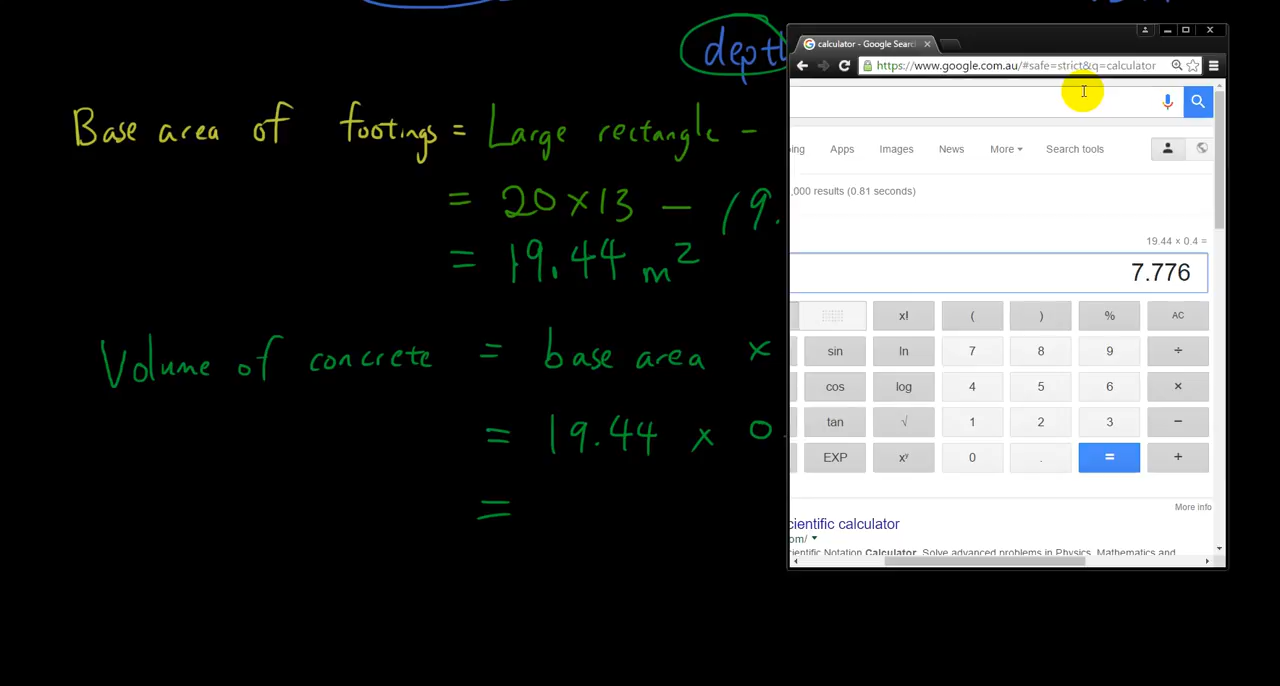 depth
Base area of footings = Large rectangle -
= 20 × 13 - (19.
= 19.44 m²
Volume of concrete = base area ×
= 19.44 × 0.
=
calculator - Google Search
https://www.google.com.au/#safe=strict&q=calculator
Apps Images News More Search tools
,000 results (0.81 seconds)
19.44 × 0.4 =
7.776
x! ( ) % AC
sin ln 7 8 9 ÷
cos log 4 5 6 ×
tan √ 1 2 3 −
EXP xʸ 0 . = +
More info
cientific calculator
om/
cientific Notation Calculator. Solve advanced problems in Physics, Mathematics and